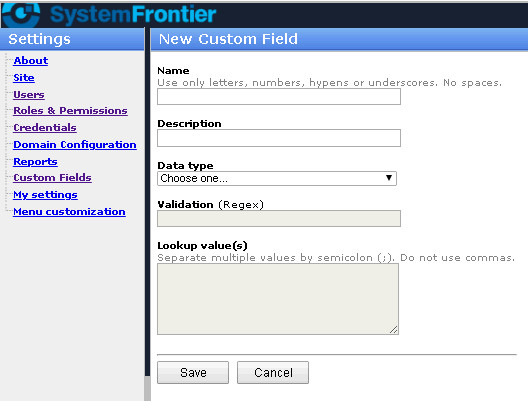 SystemFrontier
Settings
About
Site
Users
Roles & Permissions
Credentials
Domain Configuration
Reports
Custom Fields
My settings
Menu customization
New Custom Field
Name
Use only letters, numbers, hypens or underscores. No spaces.
Description
Data type
Choose one...
Validation (Regex)
Lookup value(s)
Separate multiple values by semicolon (;). Do not use commas.
Save Cancel